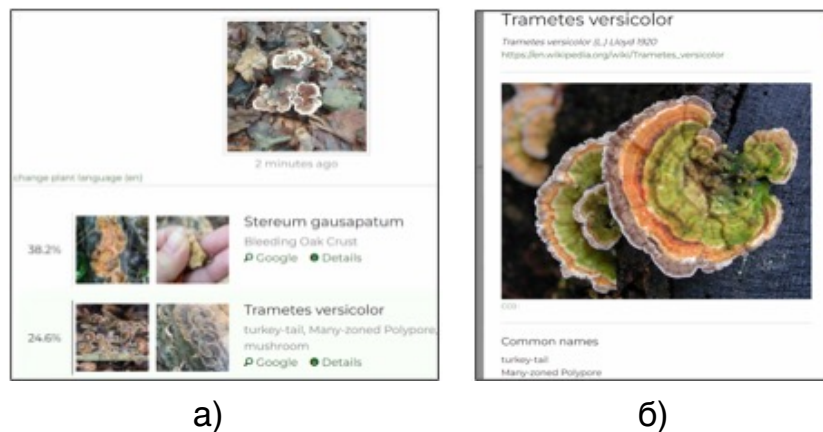 2 minutes ago
change plant language (en)
38.2%
Stereum gausapatum
Bleeding Oak Crust
Google Details
24.6%
Trametes versicolor
turkey-tail, Many-zoned Polypore,
mushroom
Google Details
а)
Trametes versicolor
Trametes versicolor (L.) Lloyd 1920
https://en.wikipedia.org/wiki/Trametes_versicolor
CC0
Common names
turkey-tail
Many-zoned Polypore
б)